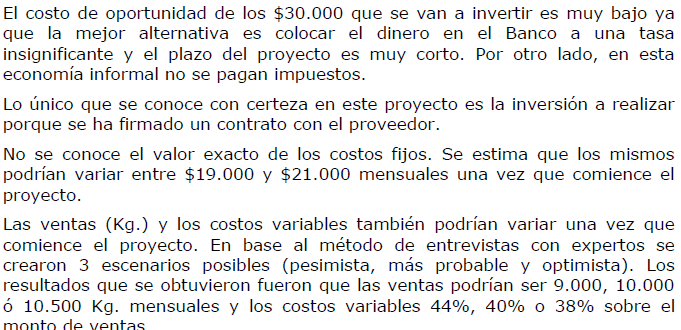 El costo de oportunidad de los $30.000 que se van a invertir es muy bajo ya
que la mejor alternativa es colocar el dinero en el Banco a una tasa
insignificante y el plazo del proyecto es muy corto. Por otro lado, en esta
economía informal no se pagan impuestos.
Lo único que se conoce con certeza en este proyecto es la inversión a realizar
porque se ha firmado un contrato con el proveedor.
No se conoce el valor exacto de los costos fijos. Se estima que los mismos
podrían variar entre $19.000 y $21.000 mensuales una vez que comience el
proyecto.
Las ventas (Kg.) y los costos variables también podrían variar una vez que
comience el proyecto. En base al método de entrevistas con expertos se
crearon 3 escenarios posibles (pesimista, más probable y optimista). Los
resultados que se obtuvieron fueron que las ventas podrían ser 9.000, 10.000
ó 10.500 Kg. mensuales y los costos variables 44%, 40% o 38% sobre el
monto de ventas